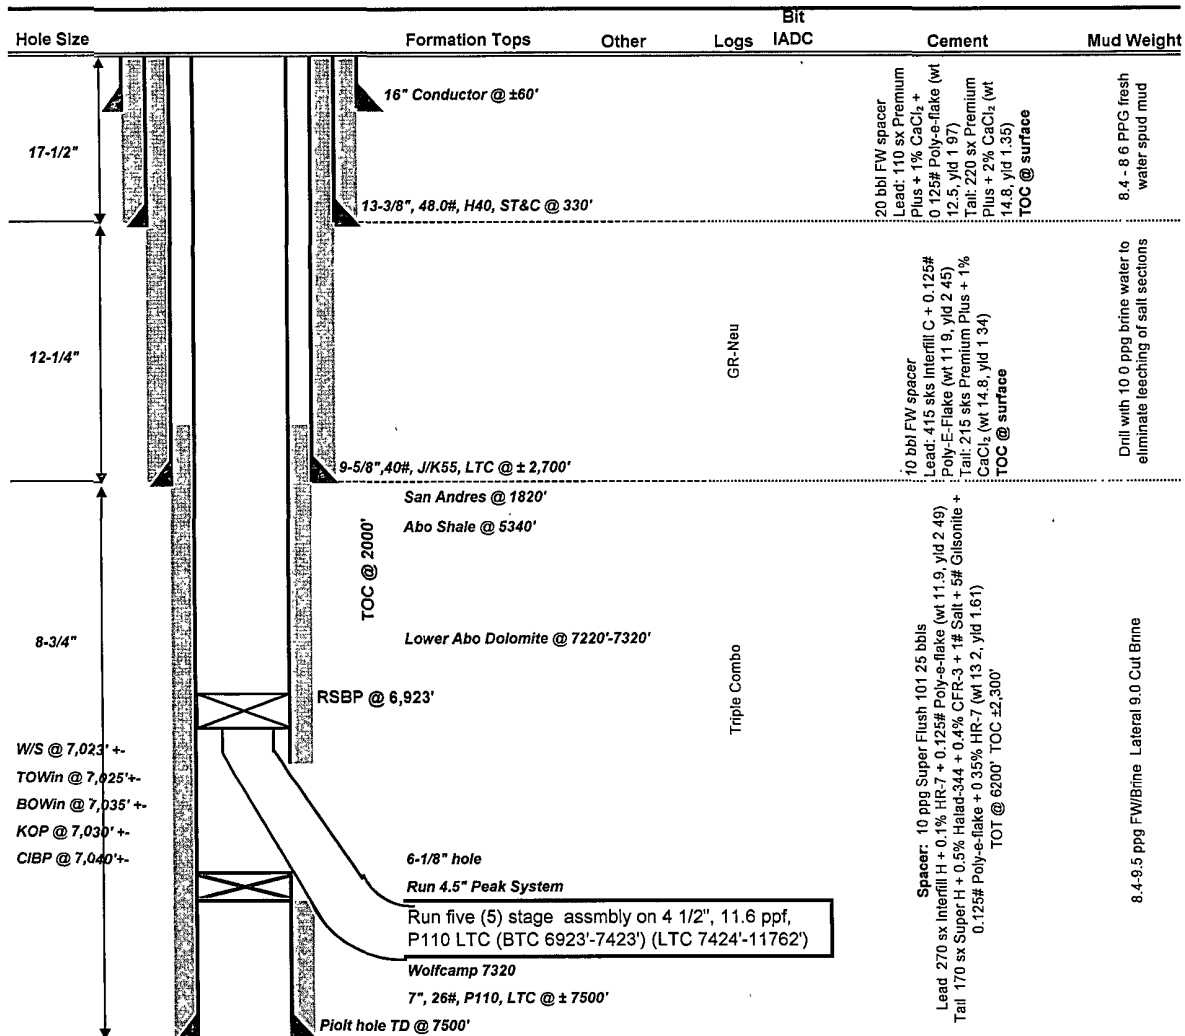 Hole Size
Formation Tops
Other
Logs
Bit
IADC
Cement
Mud Weight
16" Conductor @ ±60'
17-1/2"
13-3/8", 48.0#, H40, ST&C @ 330'
20 bbl FW spacer
Lead: 110 sx Premium
Plus + 1% CaCl₂ +
0 125# Poly-e-flake (wt
12.5, yld 1 97)
Tail: 220 sx Premium
Plus + 2% CaCl₂ (wt
14.8, yld 1.35)
TOC @ surface
8.4 - 8 6 PPG fresh
water spud mud
12-1/4"
GR-Neu
10 bbl FW spacer
Lead: 415 sks Interfill C + 0.125#
Poly-E-Flake (wt 11 9, yld 2 45)
Tail: 215 sks Premium Plus + 1%
CaCl₂ (wt 14.8, yld 1 34)
TOC @ surface
Drill with 10 0 ppg brine water to
eliminate leeching of salt sections
9-5/8",40#, J/K55, LTC @ ± 2,700'
San Andres @ 1820'
Abo Shale @ 5340'
TOC @ 2000'
8-3/4"
Lower Abo Dolomite @ 7220'-7320'
RSBP @ 6,923'
Triple Combo
Spacer: 10 ppg Super Flush 101 25 bbls
Lead 270 sx Interfill H + 0.1% HR-7 + 0.125# Poly-e-flake (wt 11.9, yld 2 49)
Tail 170 sx Super H + 0.5% Halad-344 + 0.4% CFR-3 + 1# Salt + 5# Gilsonite +
0.125# Poly-e-flake + 0 35% HR-7 (wt 13 2, yld 1.61)
TOT @ 6200' TOC ±2,300'
8.4-9.5 ppg FW/Brine Lateral 9.0 Cut Brine
W/S @ 7,023' +-
TOWin @ 7,025'+-
BOWin @ 7,035' +-
KOP @ 7,030' +-
CIBP @ 7,040'+-
6-1/8" hole
Run 4.5" Peak System
Run five (5) stage assmbly on 4 1/2", 11.6 ppf,
P110 LTC (BTC 6923'-7423') (LTC 7424'-11762')
Wolfcamp 7320
7", 26#, P110, LTC @ ± 7500'
Piolt hole TD @ 7500'